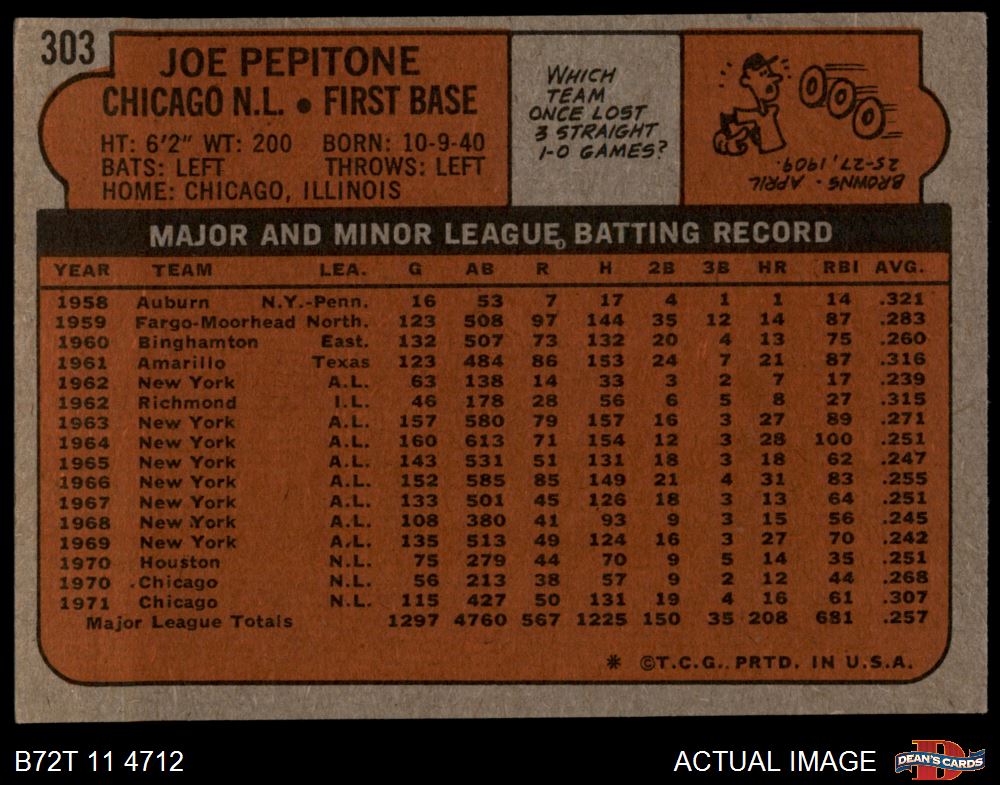 303
JOE PEPITONE
CHICAGO N.L. • FIRST BASE
HT: 6'2" WT: 200 BORN: 10-9-40
BATS: LEFT THROWS: LEFT
HOME: CHICAGO, ILLINOIS
WHICH
TEAM
ONCE LOST
3 STRAIGHT
1-0 GAMES?
BROWNS - APRIL
25-27, 1909.
MAJOR AND MINOR LEAGUE BATTING RECORD
YEAR TEAM LEA. G AB R H 2B 3B HR RBI AVG.
1958 Auburn N.Y.-Penn. 16 53 7 17 4 1 1 14 .321
1959 Fargo-Moorhead North. 123 508 97 144 35 12 14 87 .283
1960 Binghamton East. 132 507 73 132 20 4 13 75 .260
1961 Amarillo Texas 123 484 86 153 24 7 21 87 .316
1962 New York A.L. 63 138 14 33 3 2 7 17 .239
1962 Richmond I.L. 46 178 28 56 6 5 8 27 .315
1963 New York A.L. 157 580 79 157 16 3 27 89 .271
1964 New York A.L. 160 613 71 154 12 3 28 100 .251
1965 New York A.L. 143 531 51 131 18 3 18 62 .247
1966 New York A.L. 152 585 85 149 21 4 31 83 .255
1967 New York A.L. 133 501 45 126 18 3 13 64 .251
1968 New York A.L. 108 380 41 93 9 3 15 56 .245
1969 New York A.L. 135 513 49 124 16 3 27 70 .242
1970 Houston N.L. 75 279 44 70 9 5 14 35 .251
1970 Chicago N.L. 56 213 38 57 9 2 12 44 .268
1971 Chicago N.L. 115 427 50 131 19 4 16 61 .307
Major League Totals 1297 4760 567 1225 150 35 208 681 .257
* ©T.C.G. PRTD. IN U.S.A.
B72T 11 4712
ACTUAL IMAGE
DEAN'S CARDS